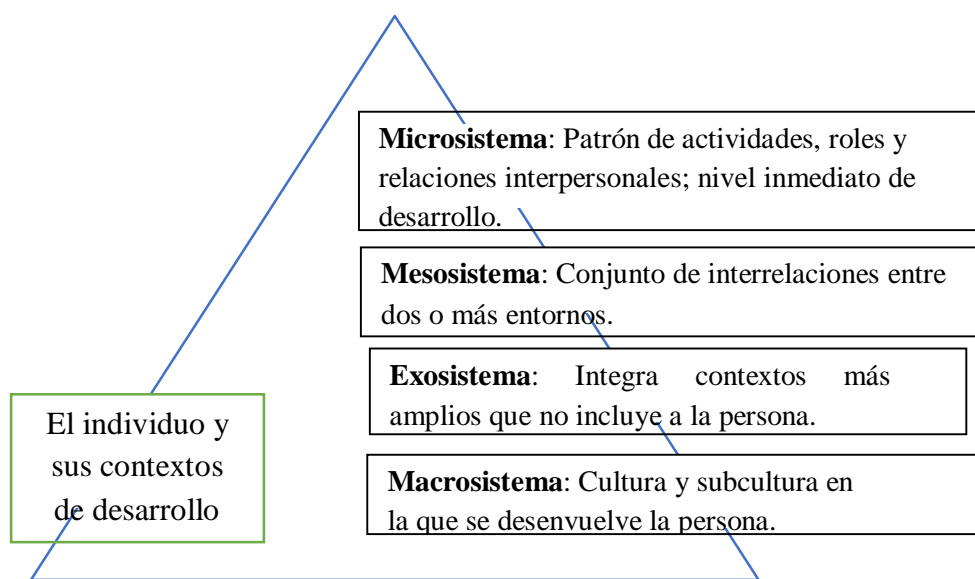 Microsistema: Patrón de actividades, roles y
relaciones interpersonales; nivel inmediato de
desarrollo.
Mesosistema: Conjunto de interrelaciones entre
dos o más entornos.
Exosistema: Integra contextos más
amplios que no incluye a la persona.
El individuo y
sus contextos
de desarrollo
Macrosistema: Cultura y subcultura en
la que se desenvuelve la persona.